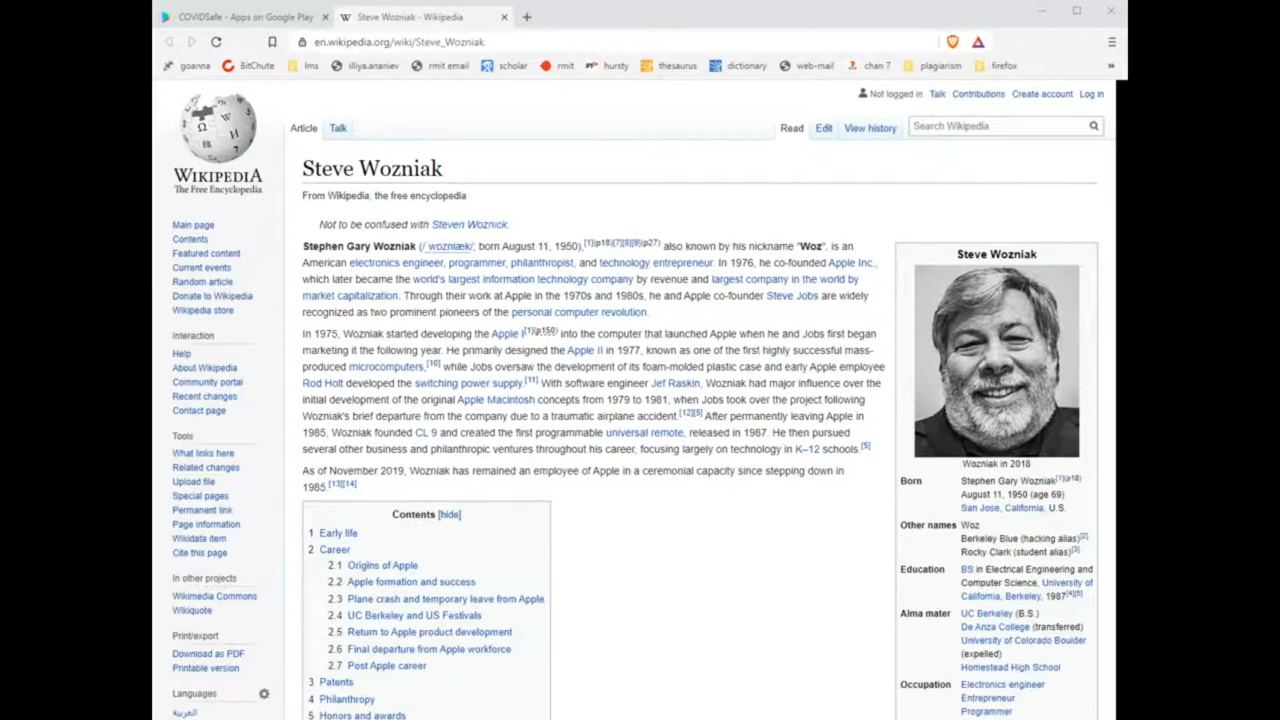 COVIDSafe - Apps on Google Play
Steve Wozniak - Wikipedia
en.wikipedia.org/wiki/Steve_Wozniak
goanna BitChute lms illiya.ananiev rmit email scholar rmit hursty thesaurus dictionary web-mail chan 7 plagiarism firefox
Not logged in Talk Contributions Create account Log in
Article Talk
Read Edit View history Search Wikipedia
WIKIPEDIA
The Free Encyclopedia
Main page
Contents
Featured content
Current events
Random article
Donate to Wikipedia
Wikipedia store
Interaction
Help
About Wikipedia
Community portal
Recent changes
Contact page
Tools
What links here
Related changes
Upload file
Special pages
Permanent link
Page information
Wikidata item
Cite this page
In other projects
Wikimedia Commons
Wikiquote
Print/export
Download as PDF
Printable version
Languages
العربية
Steve Wozniak
From Wikipedia, the free encyclopedia
Not to be confused with Steven Woznick.
Stephen Gary Wozniak (/ˈwɒzniæk/; born August 11, 1950),[1](p18)[7][8][9](p27) also known by his nickname "Woz", is an
American electronics engineer, programmer, philanthropist, and technology entrepreneur. In 1976, he co-founded Apple Inc.,
which later became the world's largest information technology company by revenue and largest company in the world by
market capitalization. Through their work at Apple in the 1970s and 1980s, he and Apple co-founder Steve Jobs are widely
recognized as two prominent pioneers of the personal computer revolution.
In 1975, Wozniak started developing the Apple I[1](p150) into the computer that launched Apple when he and Jobs first began
marketing it the following year. He primarily designed the Apple II in 1977, known as one of the first highly successful mass-
produced microcomputers,[10] while Jobs oversaw the development of its foam-molded plastic case and early Apple employee
Rod Holt developed the switching power supply.[11] With software engineer Jef Raskin, Wozniak had major influence over the
initial development of the original Apple Macintosh concepts from 1979 to 1981, when Jobs took over the project following
Wozniak's brief departure from the company due to a traumatic airplane accident.[12][5] After permanently leaving Apple in
1985, Wozniak founded CL 9 and created the first programmable universal remote, released in 1987. He then pursued
several other business and philanthropic ventures throughout his career, focusing largely on technology in K–12 schools.[5]
As of November 2019, Wozniak has remained an employee of Apple in a ceremonial capacity since stepping down in
1985.[13][14]
Contents [hide]
1 Early life
2 Career
2.1 Origins of Apple
2.2 Apple formation and success
2.3 Plane crash and temporary leave from Apple
2.4 UC Berkeley and US Festivals
2.5 Return to Apple product development
2.6 Final departure from Apple workforce
2.7 Post Apple career
3 Patents
4 Philanthropy
5 Honors and awards
Steve Wozniak
Wozniak in 2018
Born Stephen Gary Wozniak[1](p18)
August 11, 1950 (age 69)
San Jose, California, U.S.
Other names Woz
Berkeley Blue (hacking alias)[2]
Rocky Clark (student alias)[3]
Education BS in Electrical Engineering and
Computer Science, University of
California, Berkeley, 1987[4][5]
Alma mater UC Berkeley (B.S.)
De Anza College (transferred)
University of Colorado Boulder
(expelled)
Homestead High School
Occupation Electronics engineer
Entrepreneur
Programmer